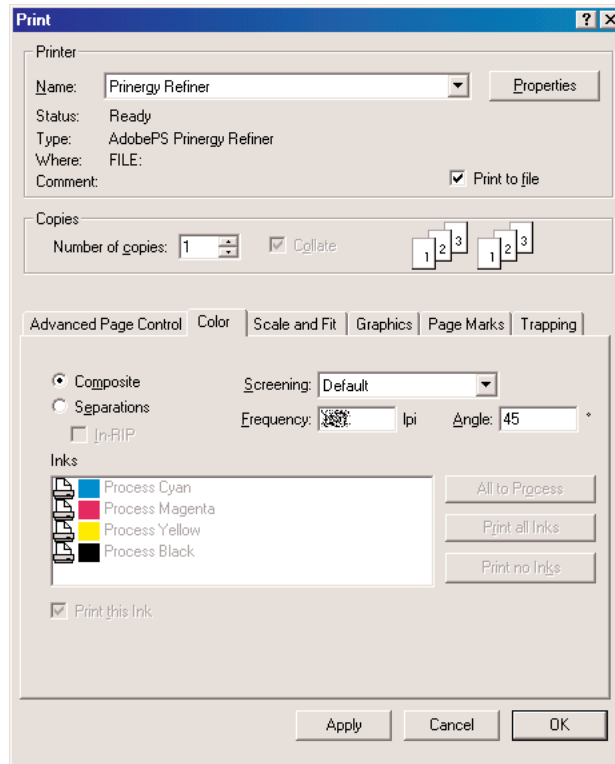 Print
Printer
Name: Prinergy Refiner Properties
Status: Ready
Type: AdobePS Prinergy Refiner
Where: FILE:
Comment: Print to file
Copies
Number of copies: 1 Collate 1 2 3 1 2 3
Advanced Page Control Color Scale and Fit Graphics Page Marks Trapping
Composite Screening: Default
Separations Frequency: lpi Angle: 45 °
In-RIP
Inks
Process Cyan All to Process
Process Magenta
Process Yellow Print all Inks
Process Black Print no Inks
Print this Ink
Apply Cancel OK